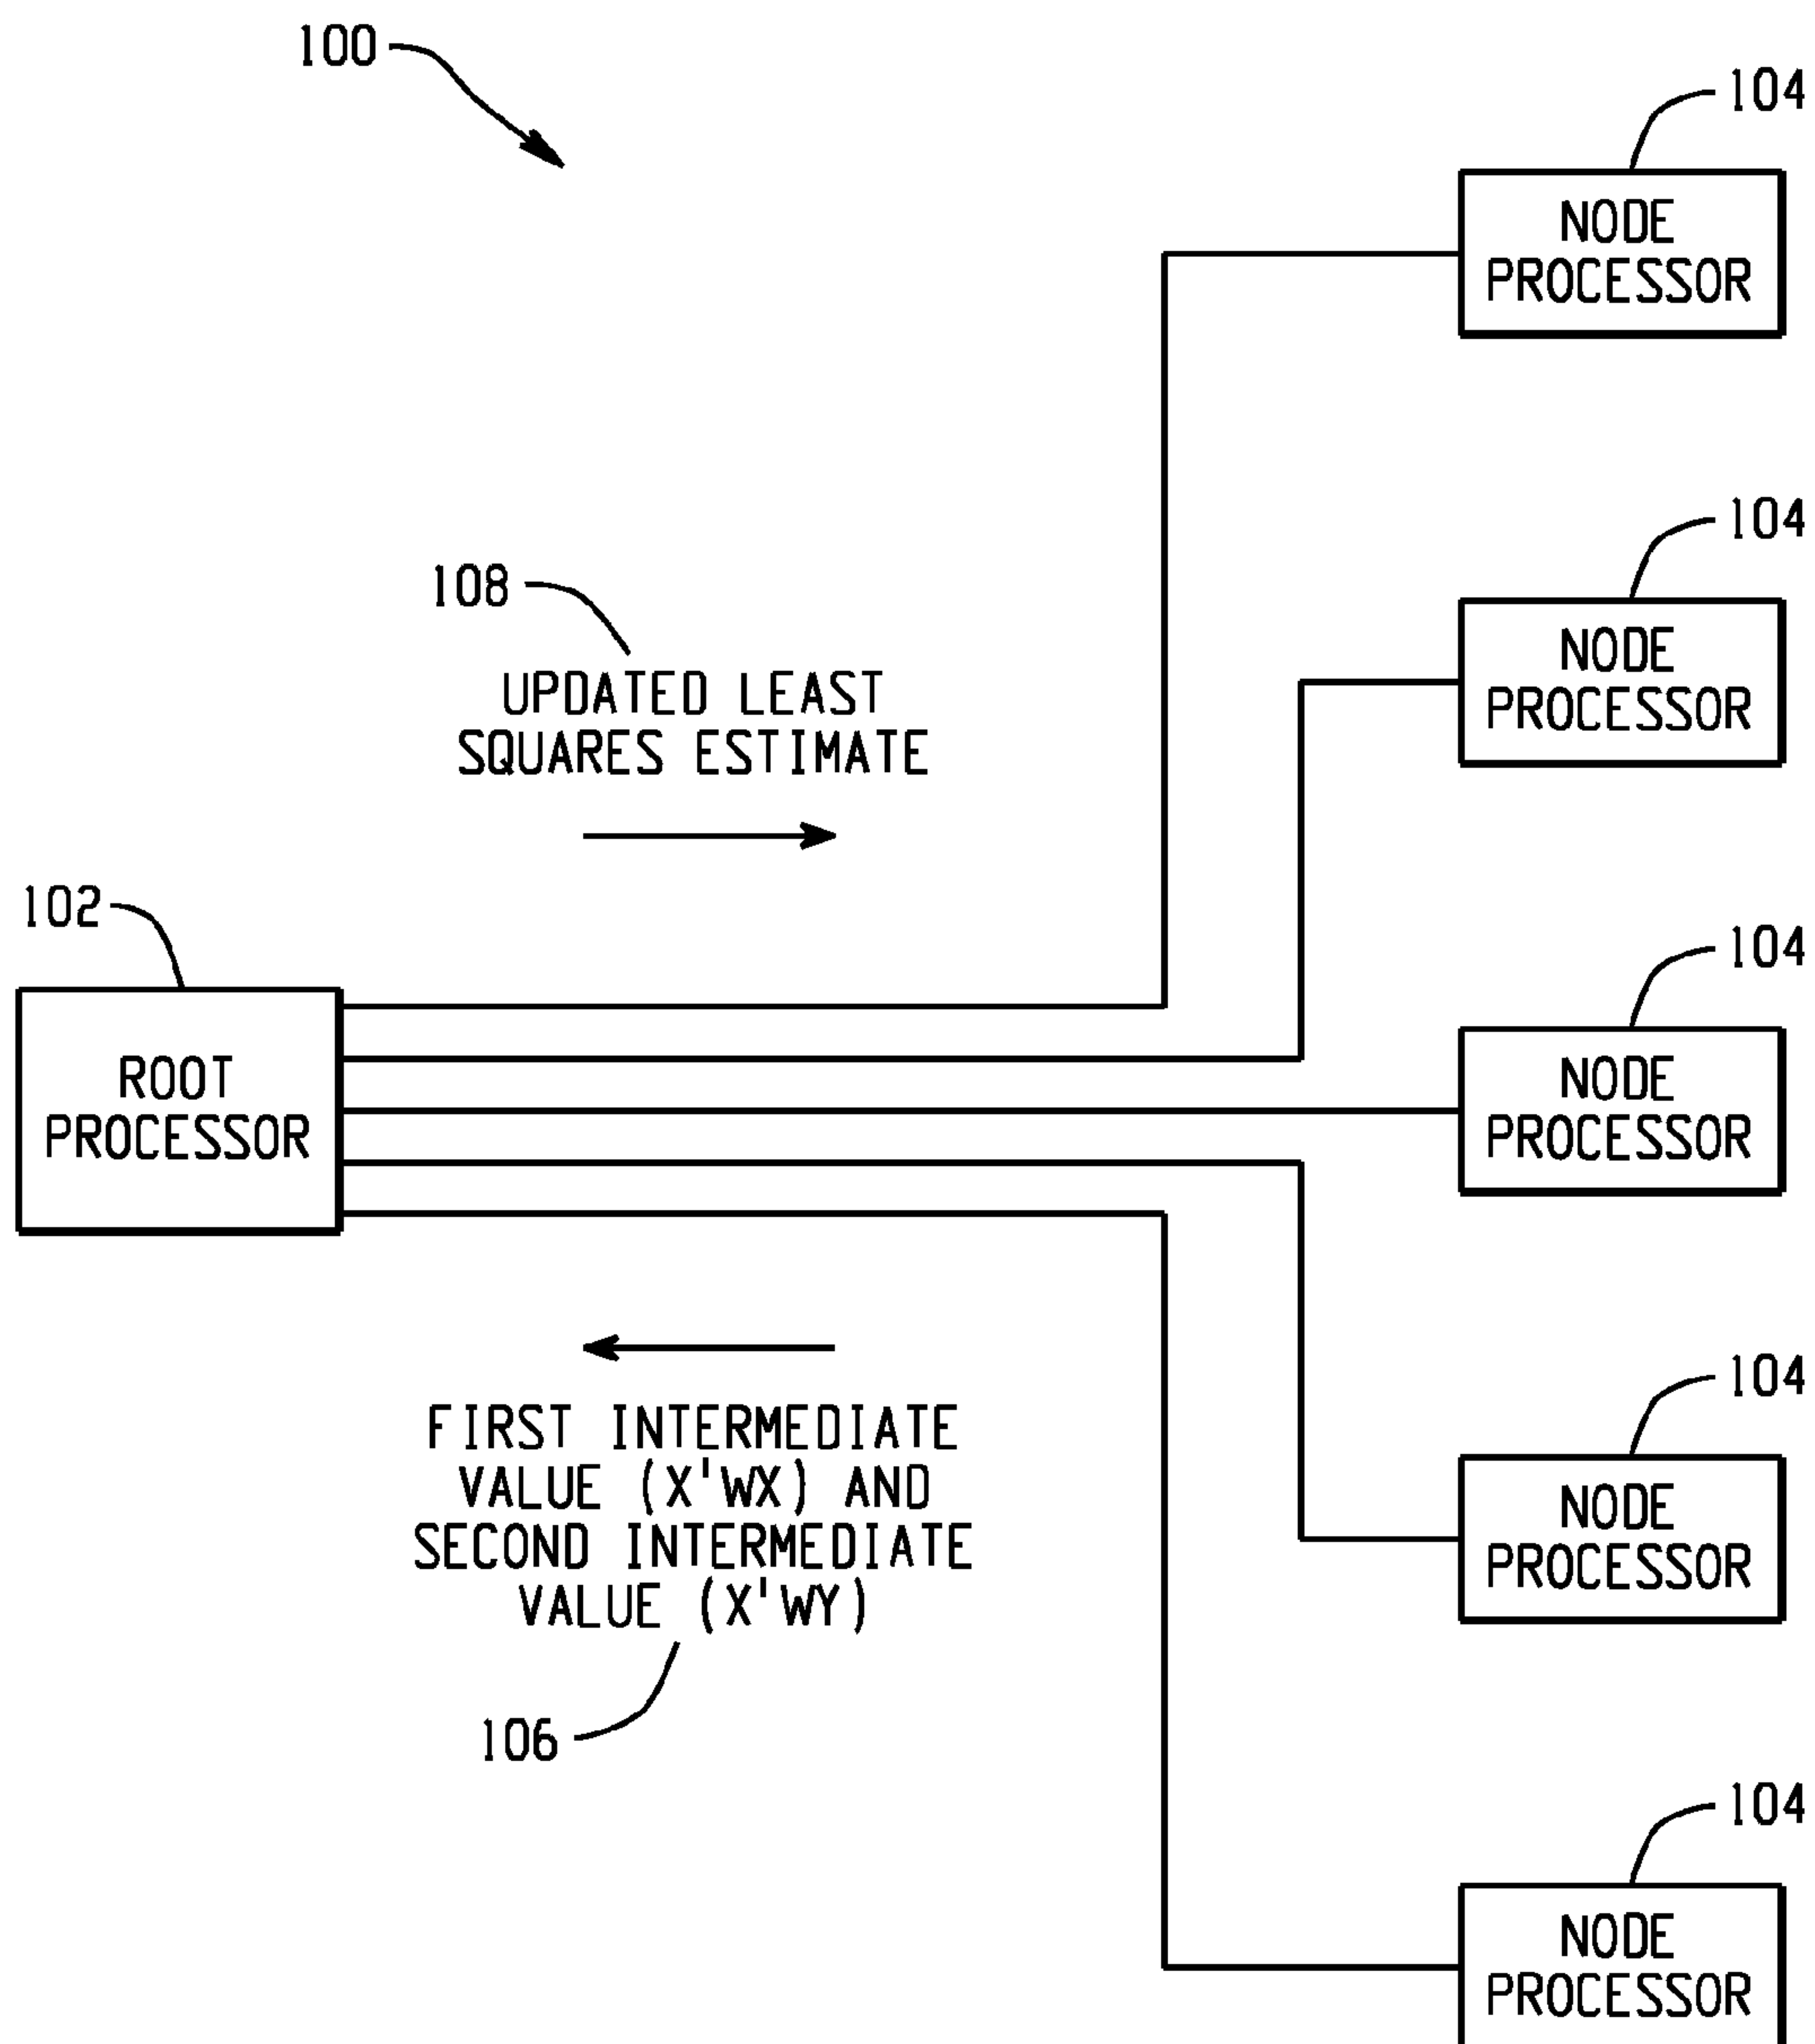 100
104
NODE
PROCESSOR
104
NODE
PROCESSOR
108
UPDATED LEAST
SQUARES ESTIMATE
102
ROOT
PROCESSOR
104
NODE
PROCESSOR
FIRST INTERMEDIATE
VALUE (X'WX) AND
SECOND INTERMEDIATE
VALUE (X'WY)
106
104
NODE
PROCESSOR
104
NODE
PROCESSOR